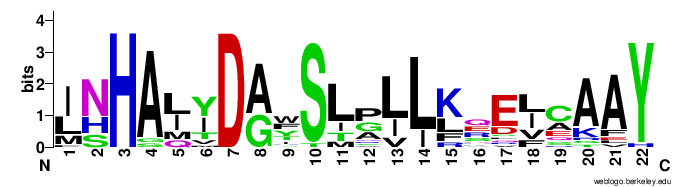 4
3
bits
2
1
0
I N H A L Y D A W S L P L L K Q E L C A A Y
L H M I G F I G I E R D I A K E
M S S Q T Y T A V I L K V S
N 1 2 3 4 5 6 7 8 9 10 11 12 13 14 15 16 17 18 19 20 21 22 C
weblogo.berkeley.edu